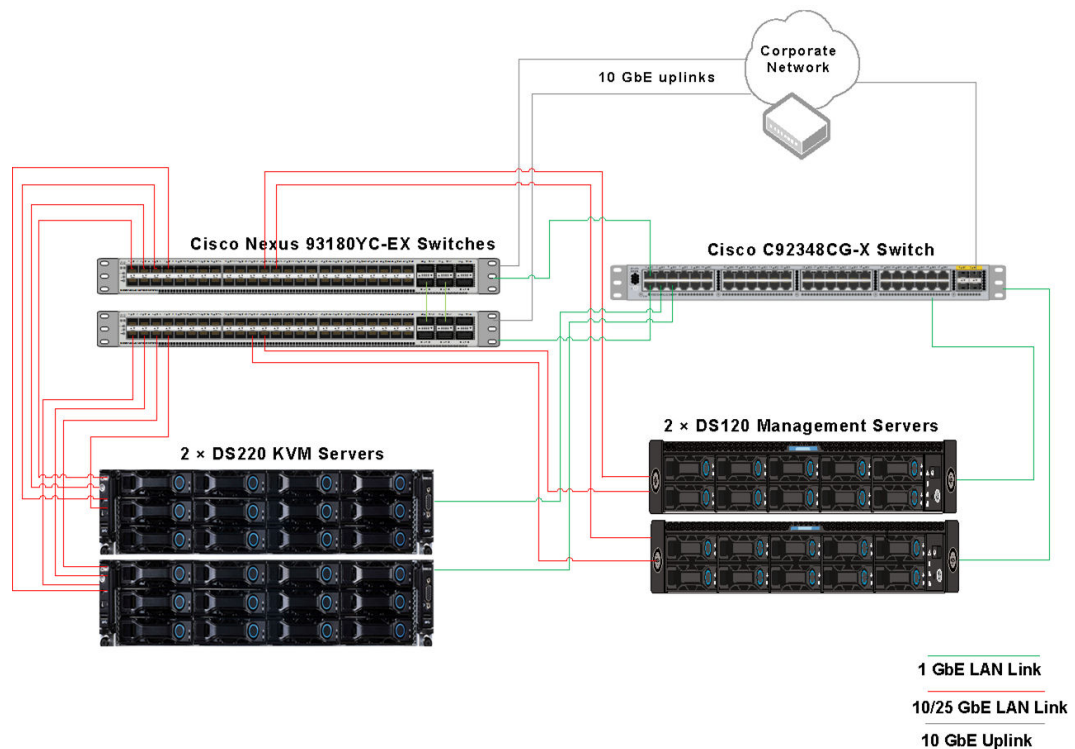 Corporate
Network
10 GbE uplinks
Cisco Nexus 93180YC-EX Switches
Cisco C92348CG-X Switch
2 × DS220 KVM Servers
2 × DS120 Management Servers
1 GbE LAN Link
10/25 GbE LAN Link
10 GbE Uplink